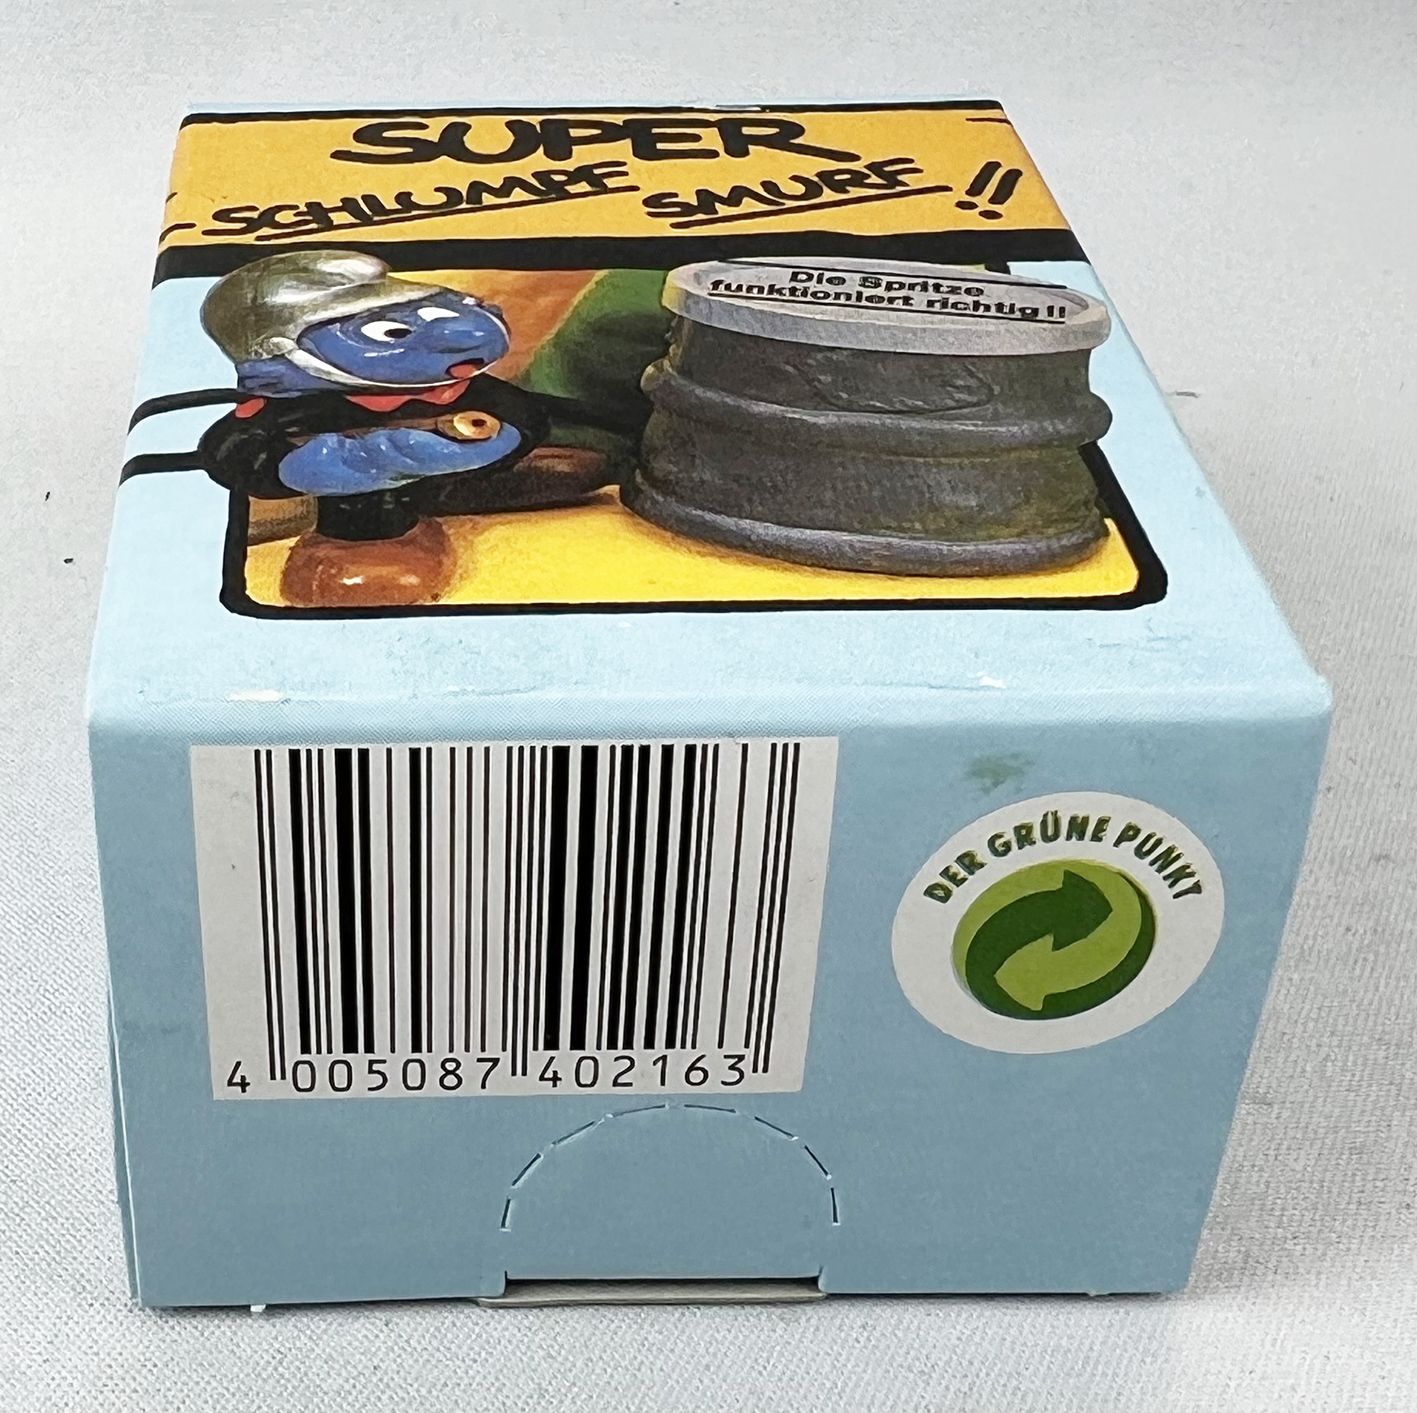 SUPER
SCHLUMPF SMURF !!
Die Spritze
funktioniert richtig!!
4 005087 402163
DER GRÜNE PUNKT